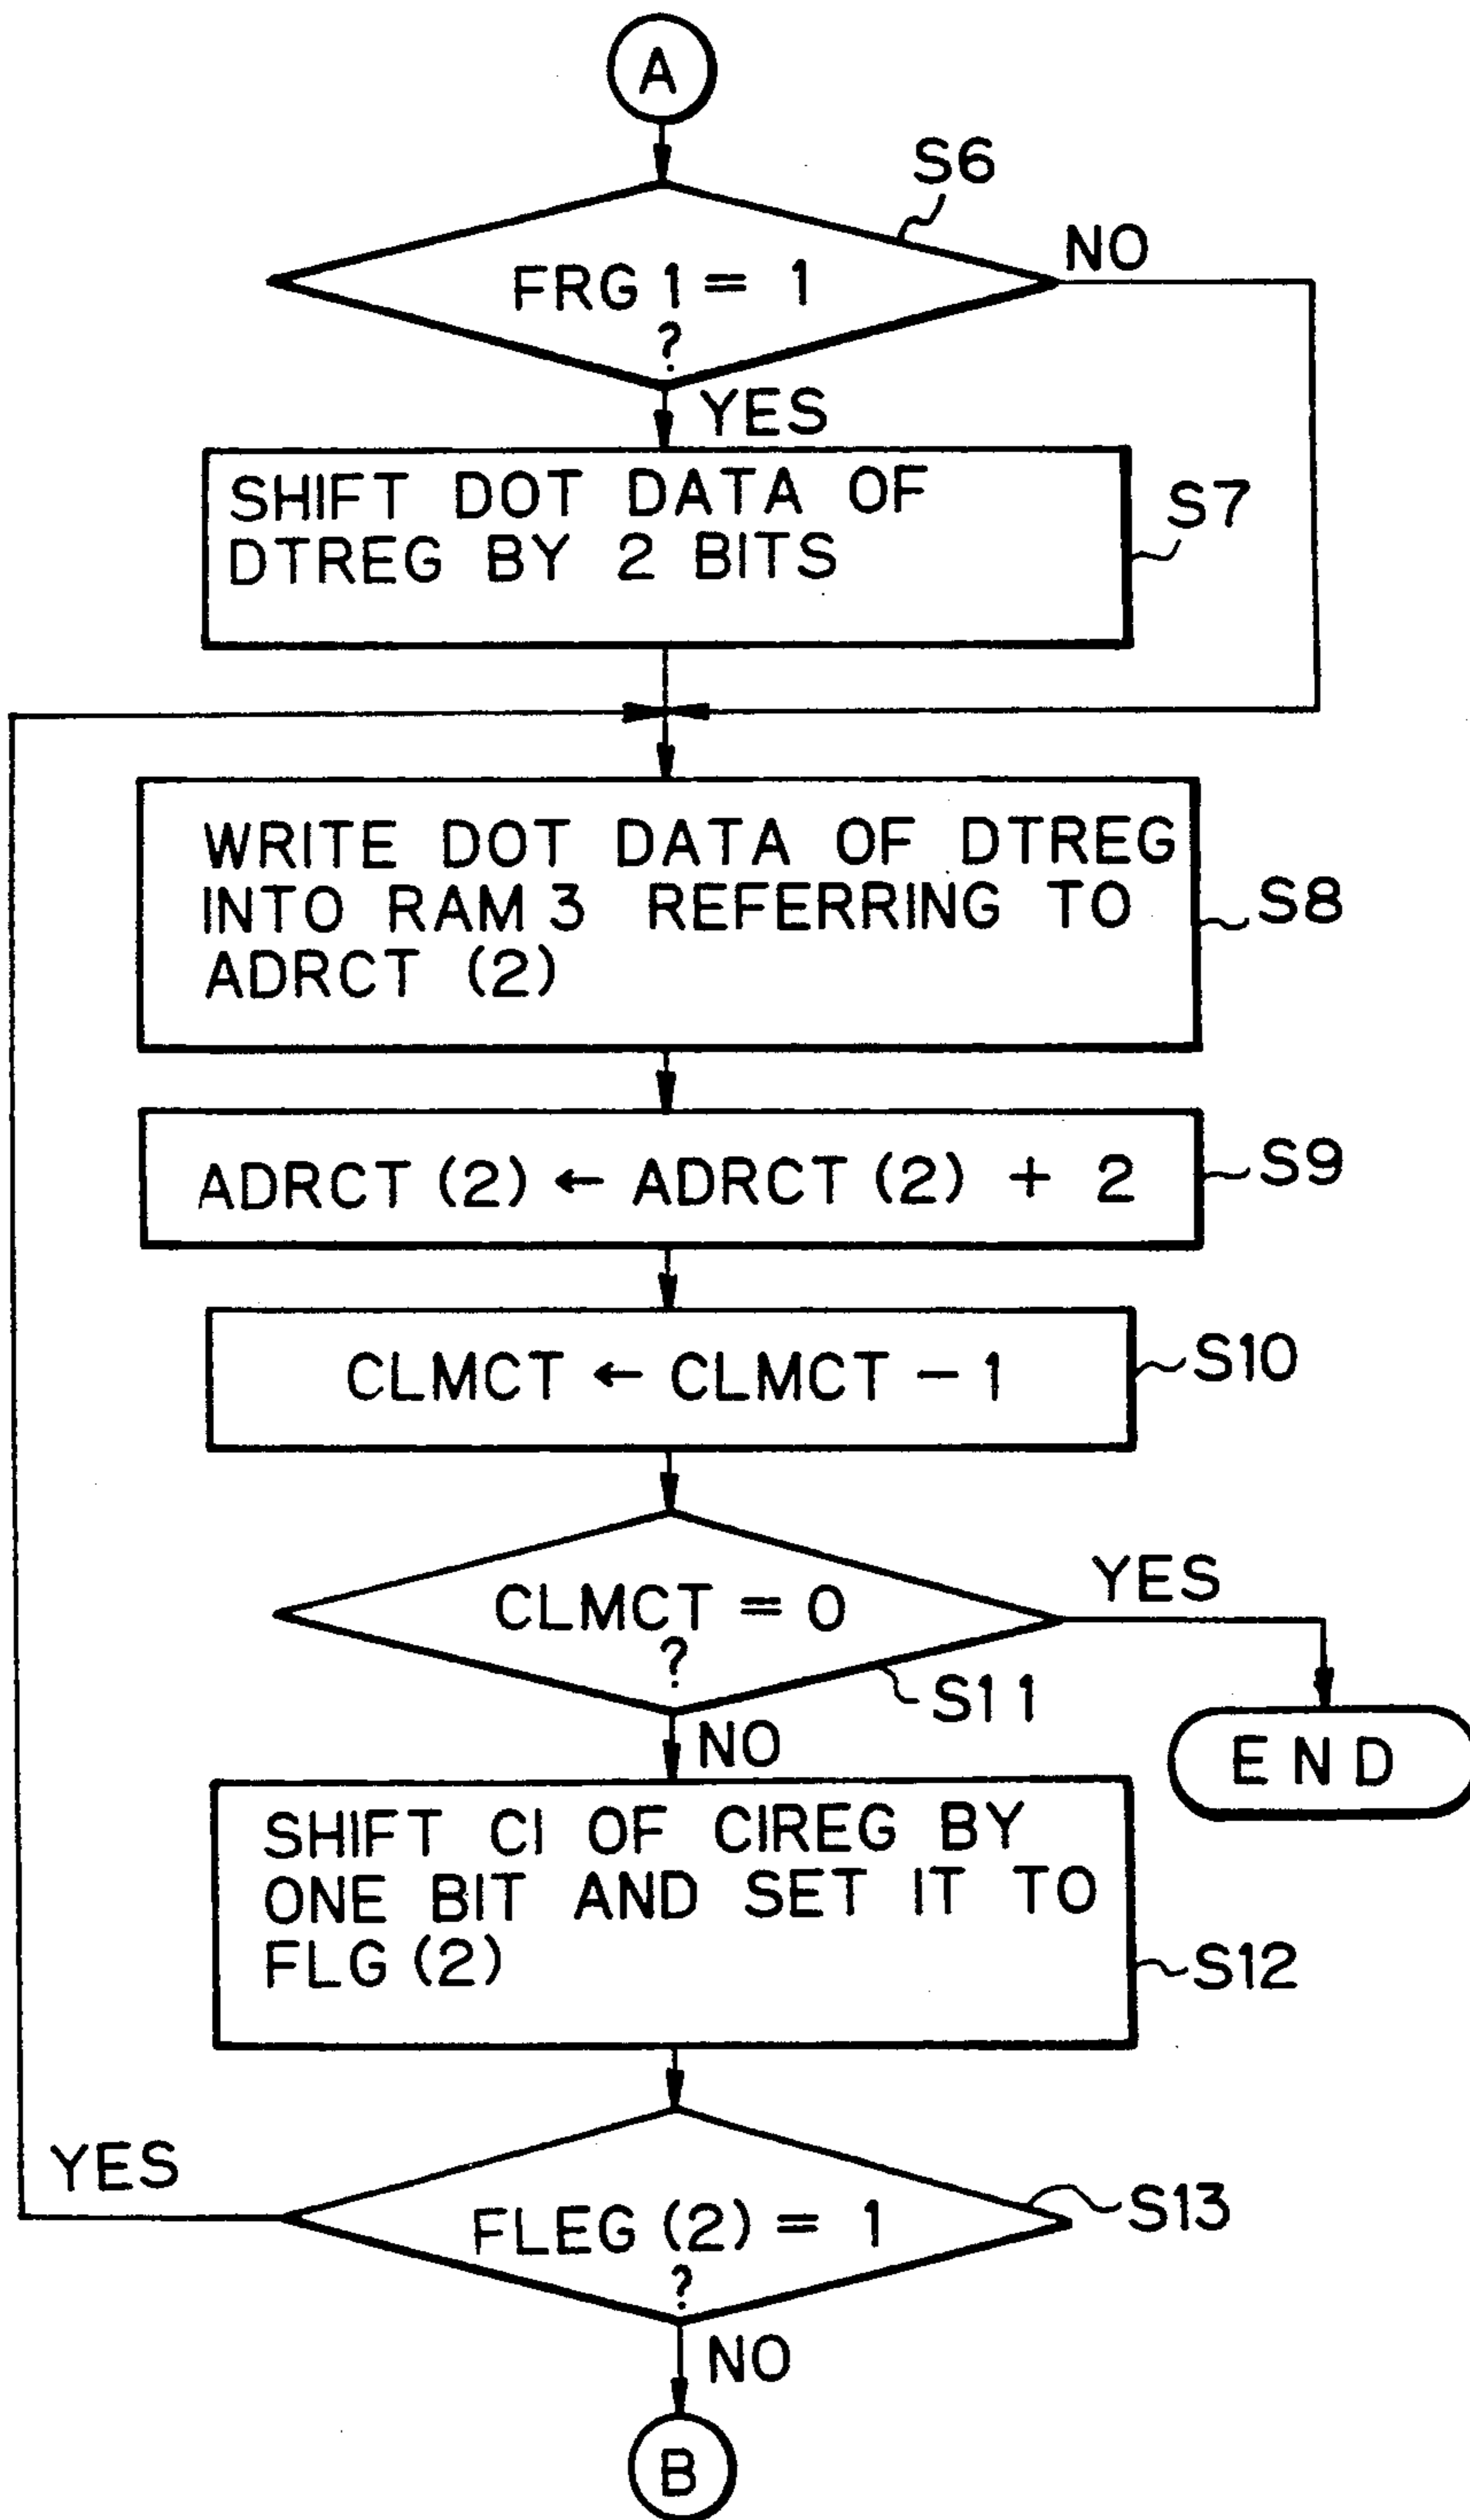 A
S6
NO
FRG 1 = 1
?
YES
SHIFT DOT DATA OF
DTREG BY 2 BITS
S7
WRITE DOT DATA OF DTREG
INTO RAM 3 REFERRING TO
ADRCT (2)
S8
ADRCT (2) ← ADRCT (2) + 2
S9
CLMCT ← CLMCT - 1
S10
CLMCT = 0
?
YES
S11
NO
END
SHIFT CI OF CIREG BY
ONE BIT AND SET IT TO
FLG (2)
S12
YES
FLEG (2) = 1
?
S13
NO
B